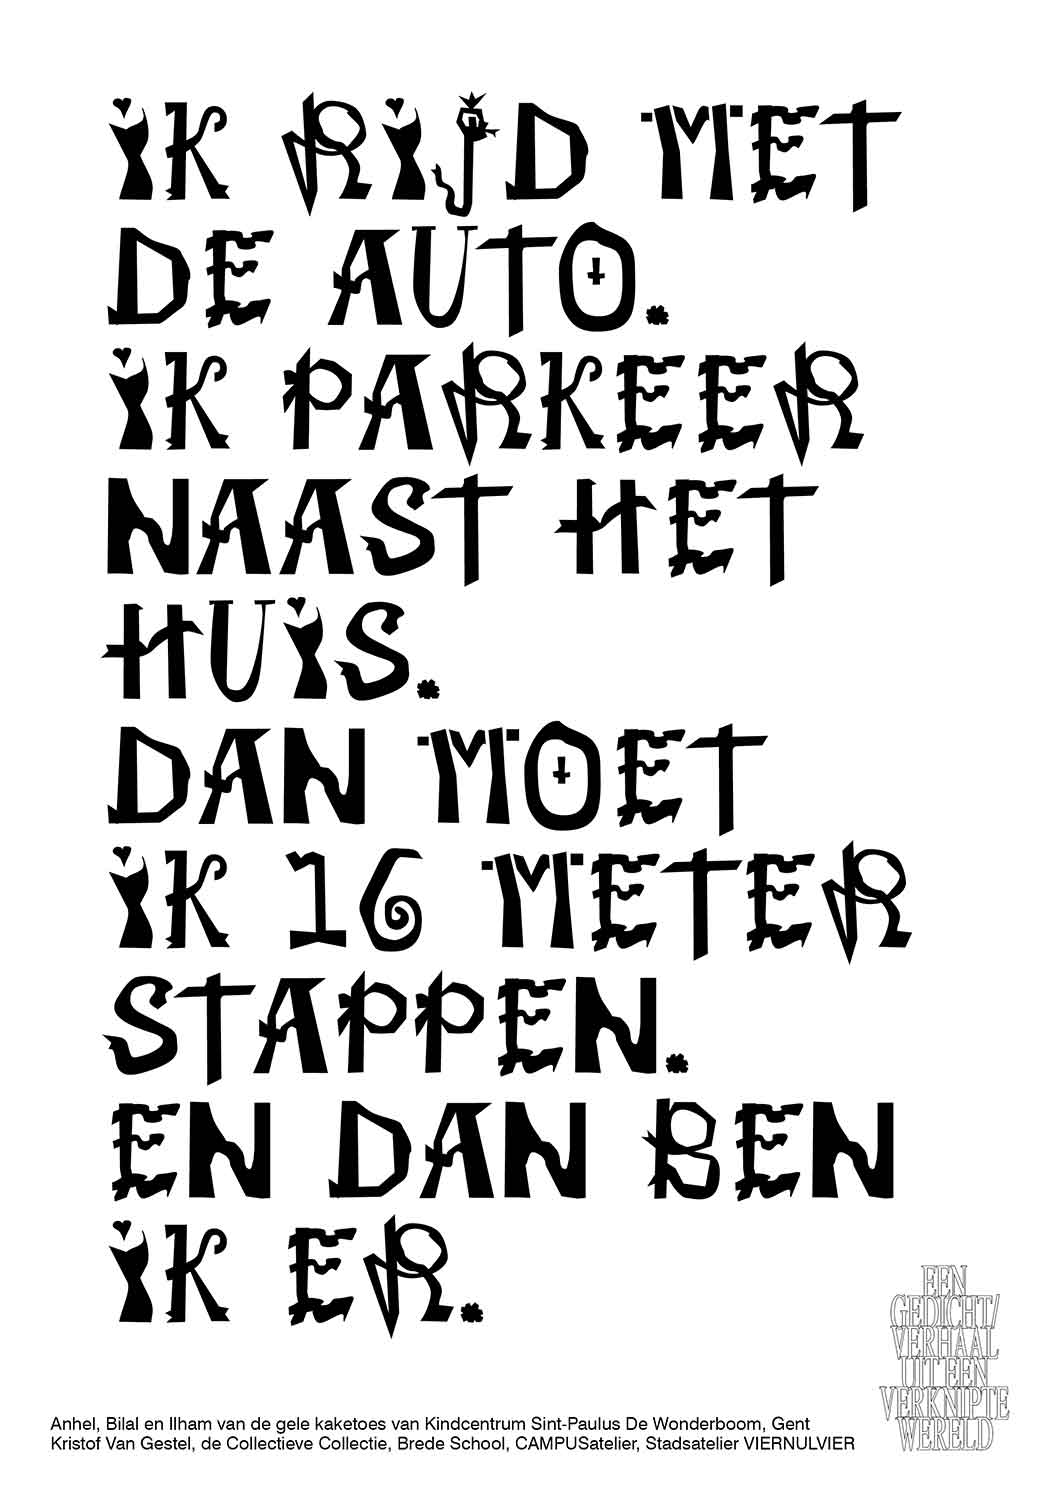 iK RIJD MET
DE AUTO.
iK PARKEER
NAAST HET
HUiS.
DAN MOET
iK 16 METER
STAPPEN.
EN DAN BEN
iK ER.
EEN
GEDICHT/
VERHAAL
UIT EEN
VERKNIPTE
WERELD
Anhel, Bilal en Ilham van de gele kaketoes van Kindcentrum Sint-Paulus De Wonderboom, Gent
Kristof Van Gestel, de Collectieve Collectie, Brede School, CAMPUSatelier, Stadsatelier VIERNULVIER